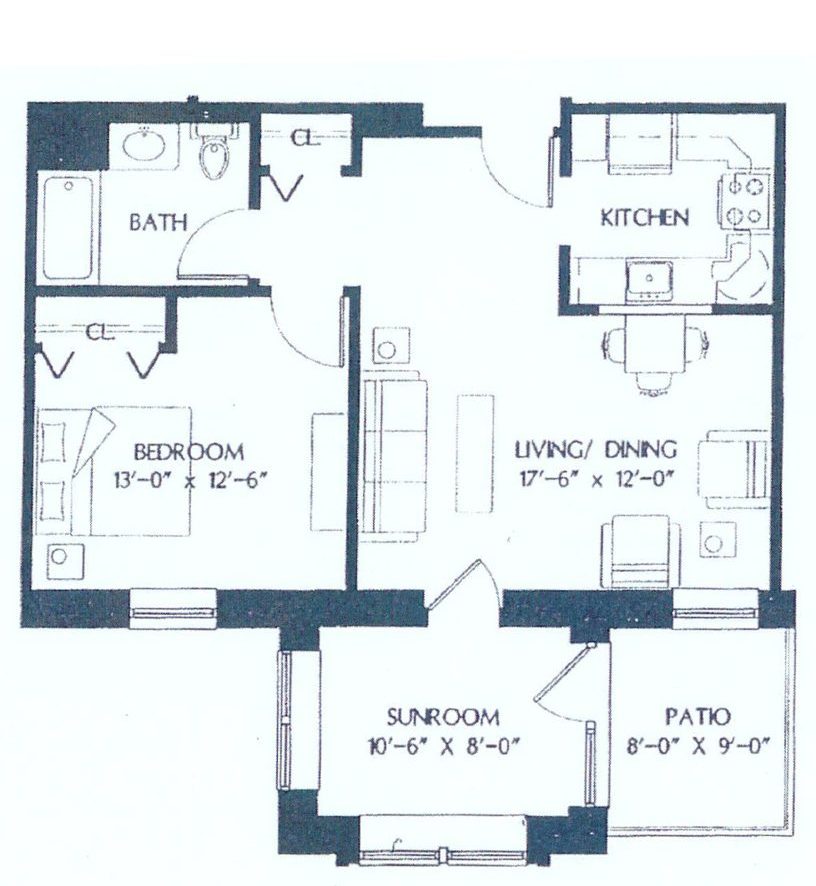 CL.
BATH
KITCHEN
CL.
BEDROOM
13'-0" x 12'-6"
LIVING/ DINING
17'-6" x 12'-0"
SUNROOM
10'-6" X 8'-0"
PATIO
8'-0" X 9'-0"